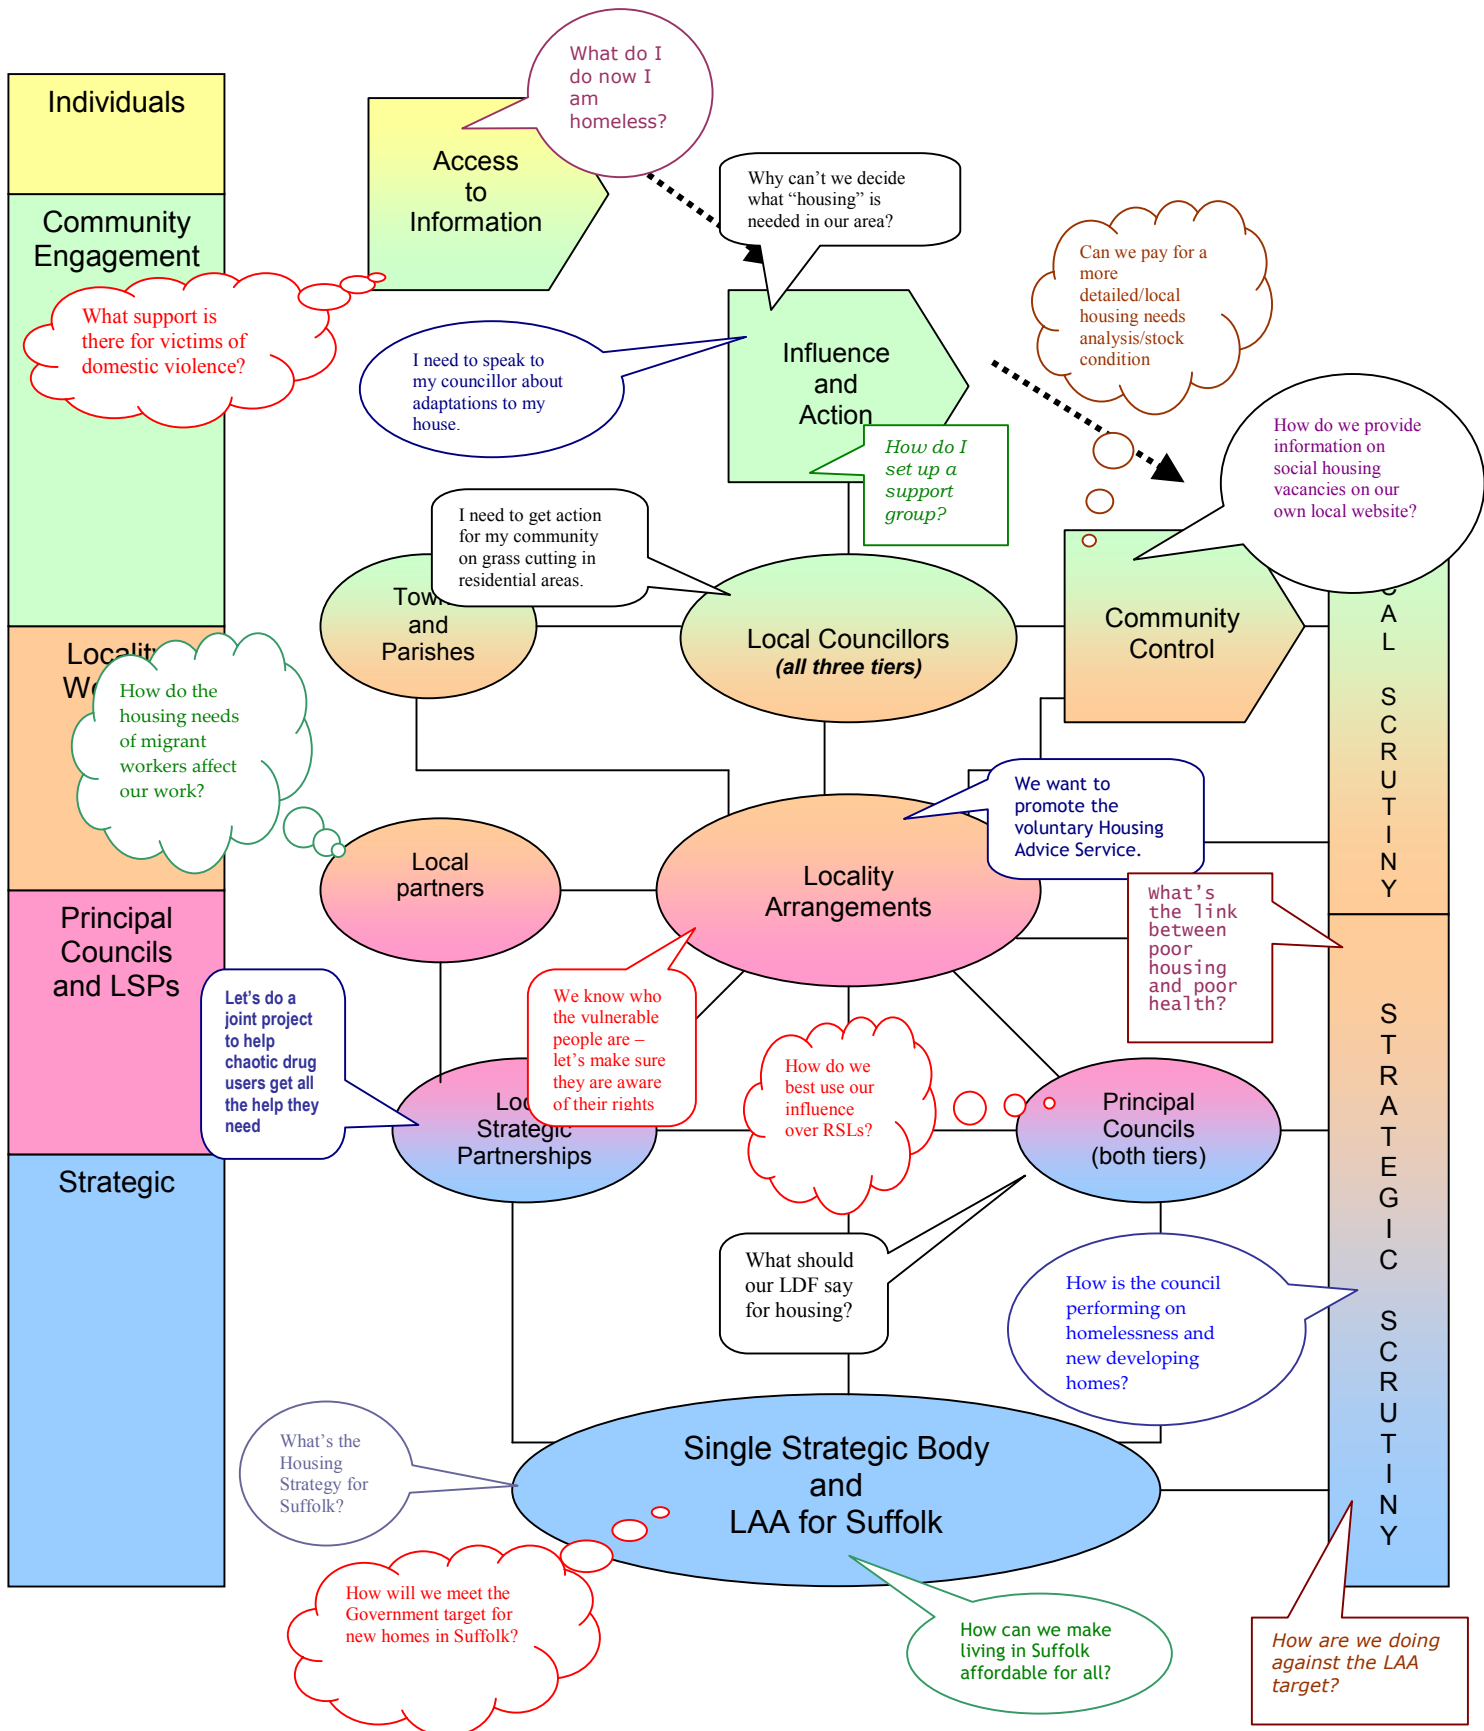 What do I
do now I
am
homeless?
Individuals
Access
to
Information
Why can't we decide
what “housing” is
needed in our area?
Community
Engagement
Can we pay for a
more
detailed/local
housing needs
analysis/stock
condition
What support is
there for victims of
domestic violence?
I need to speak to
my councillor about
adaptations to my
house.
Influence
and
Action
How do I
set up a
support
group?
How do we provide
information on
social housing
vacancies on our
own local website?
I need to get action
for my community
on grass cutting in
residential areas.
and
Parishes
Local Councillors
(all three tiers)
Community
Control
SCRUTINY
Locality
How do the
housing needs
of migrant
workers affect
our work?
We want to
promote the
voluntary Housing
Advice Service.
Local
partners
Locality
Arrangements
What's
the link
between
poor
housing
and poor
health?
Principal
Councils
and LSPs
Let's do a
joint project
to help
chaotic drug
users get all
the help they
need
We know who
the vulnerable
people are –
let's make sure
they are aware
of their rights
How do we
best use our
influence
over RSLs?
Strategic
Partnerships
Principal
Councils
(both tiers)
STRATEGIC SCRUTINY
Strategic
What should
our LDF say
for housing?
How is the council
performing on
homelessness and
new developing
homes?
What's the
Housing
Strategy for
Suffolk?
Single Strategic Body
and
LAA for Suffolk
How will we meet the
Government target for
new homes in Suffolk?
How can we make
living in Suffolk
affordable for all?
How are we doing
against the LAA
target?